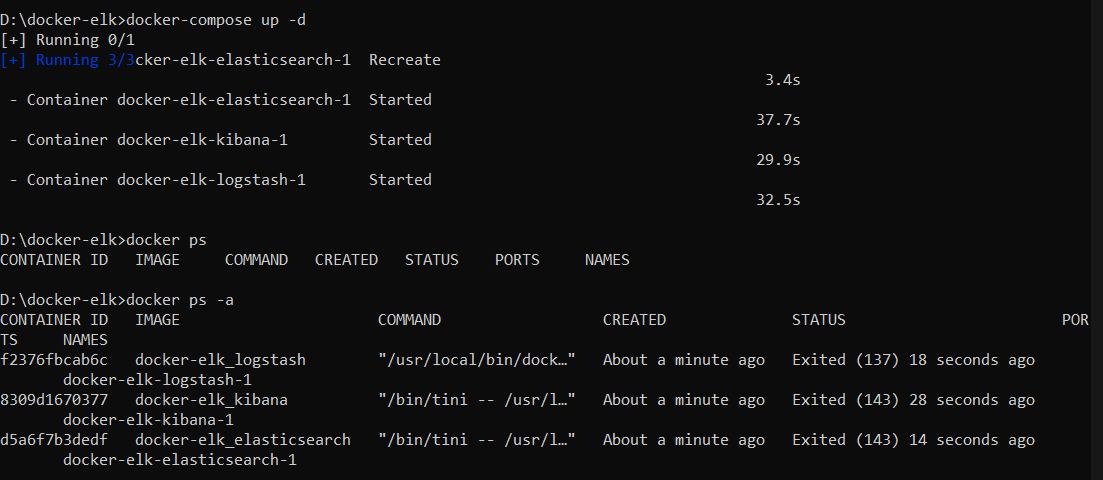 D:\docker-elk>docker-compose up -d
[+] Running 0/1
[+] Running 3/3cker-elk-elasticsearch-1  Recreate
3.4s
- Container docker-elk-elasticsearch-1  Started
37.7s
- Container docker-elk-kibana-1  Started
29.9s
- Container docker-elk-logstash-1  Started
32.5s
D:\docker-elk>docker ps
CONTAINER ID   IMAGE     COMMAND   CREATED   STATUS    PORTS     NAMES
D:\docker-elk>docker ps -a
CONTAINER ID   IMAGE                      COMMAND                  CREATED              STATUS                        POR
TS     NAMES
f2376fbcab6c   docker-elk_logstash        "/usr/local/bin/dock…"   About a minute ago   Exited (137) 18 seconds ago
docker-elk-logstash-1
8309d1670377   docker-elk_kibana          "/bin/tini -- /usr/l…"   About a minute ago   Exited (143) 28 seconds ago
docker-elk-kibana-1
d5a6f7b3dedf   docker-elk_elasticsearch   "/bin/tini -- /usr/l…"   About a minute ago   Exited (143) 14 seconds ago
docker-elk-elasticsearch-1